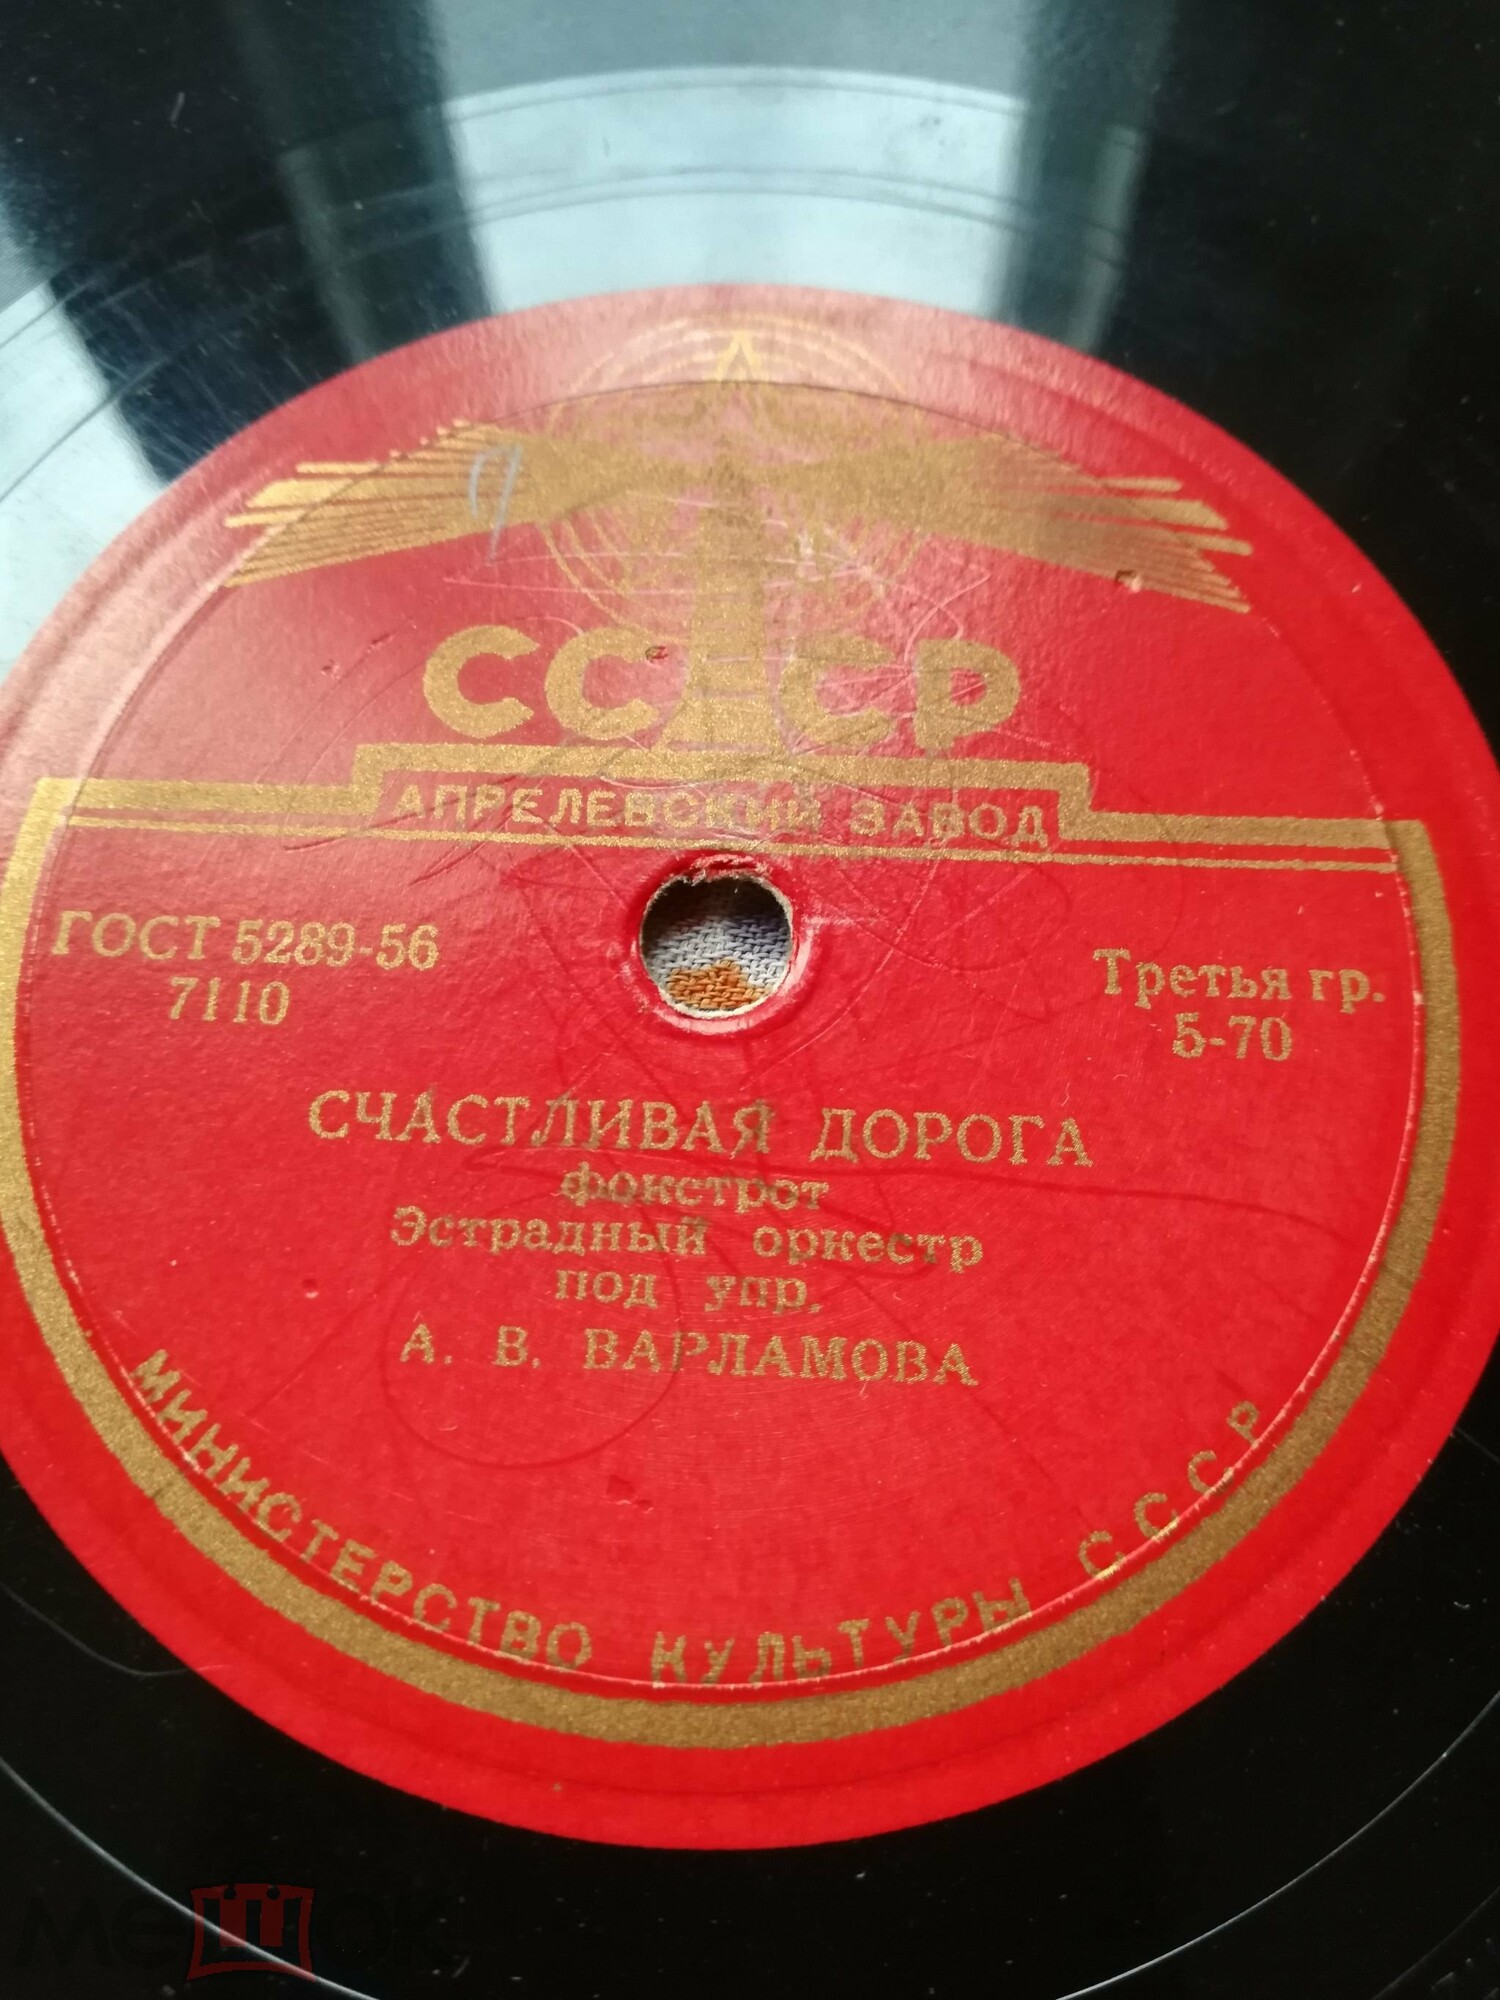 СССР
АПРЕЛЕВСКИЙ ЗАВОД
ГОСТ 5289-56
7110
Третья гр.
5-70
СЧАСТЛИВАЯ ДОРОГА
фокстрот
Эстрадный оркестр
под упр.
А. В. ВАРЛАМОВА
МИНИСТЕРСТВО КУЛЬТУРЫ СССР
мешок